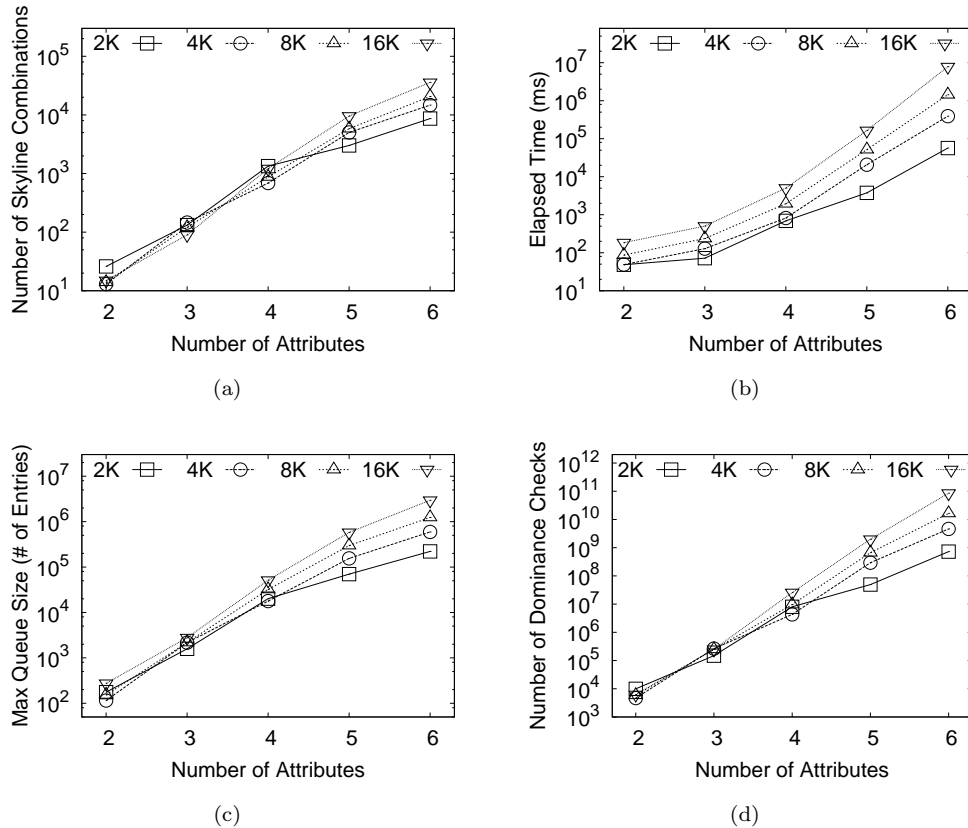 2K 4K 8K 16K
Number of Skyline Combinations
10^5
10^4
10^3
10^2
10^1
2 3 4 5 6
Number of Attributes
(a)
2K 4K 8K 16K
Elapsed Time (ms)
10^7
10^6
10^5
10^4
10^3
10^2
10^1
2 3 4 5 6
Number of Attributes
(b)
2K 4K 8K 16K
Max Queue Size (# of Entries)
10^7
10^6
10^5
10^4
10^3
10^2
2 3 4 5 6
Number of Attributes
(c)
2K 4K 8K 16K
Number of Dominance Checks
10^12
10^11
10^10
10^9
10^8
10^7
10^6
10^5
10^4
10^3
2 3 4 5 6
Number of Attributes
(d)